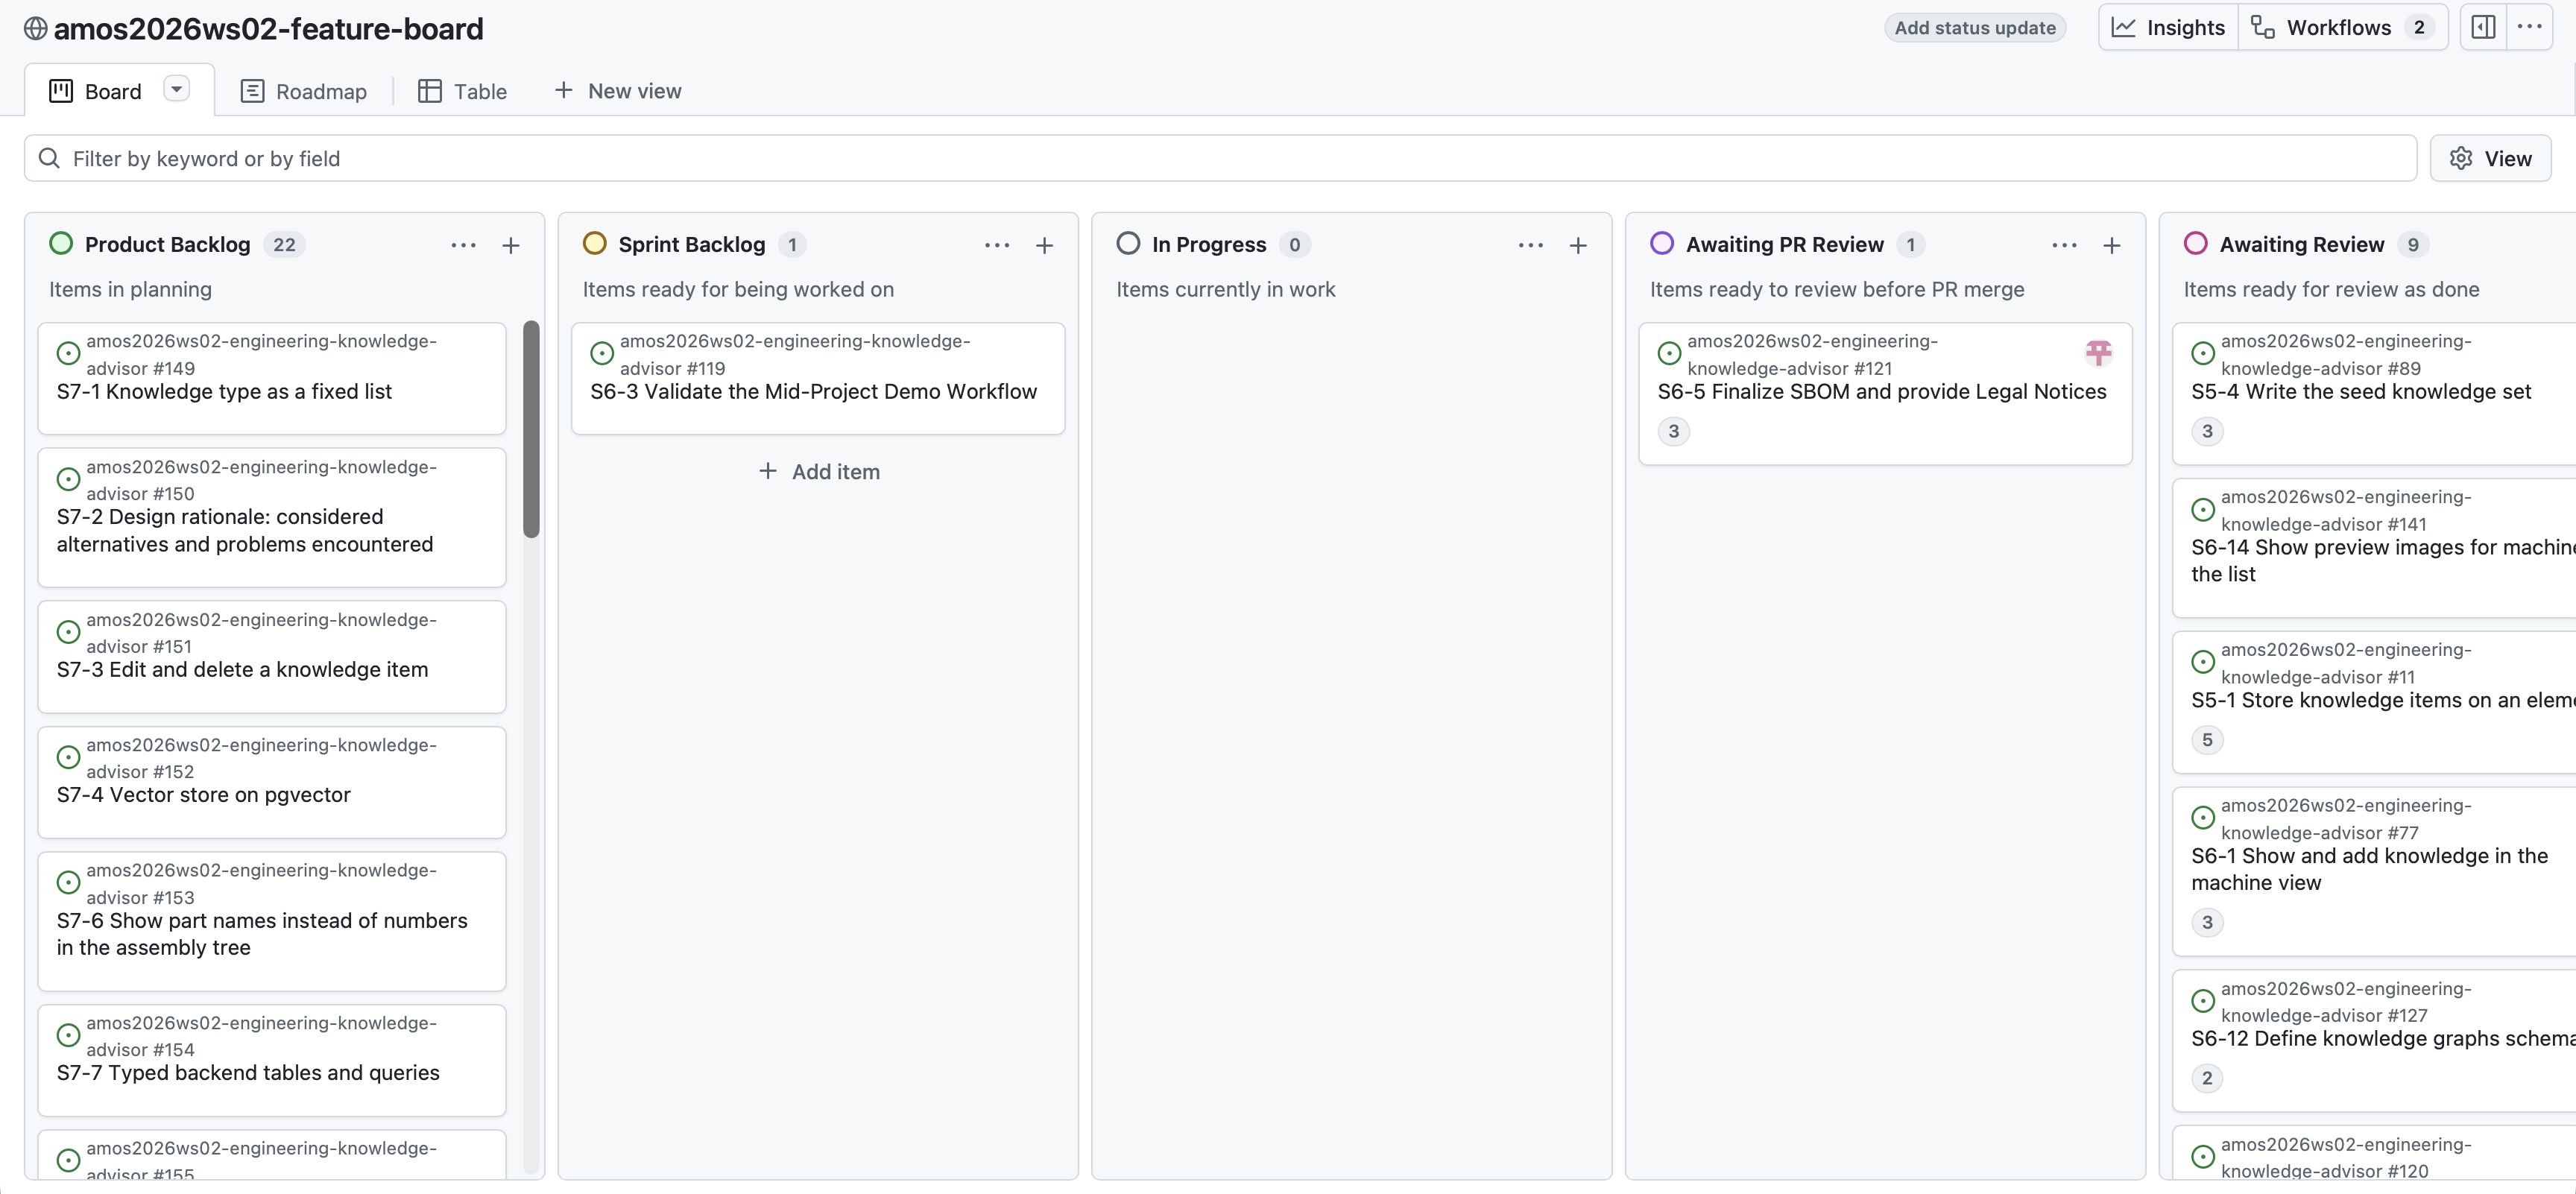 amos2026ws02-feature-board
Add status update
Insights
Workflows 2
Board
Roadmap
Table
New view
Filter by keyword or by field
View
Product Backlog 22
Items in planning
amos2026ws02-engineering-knowledge-
advisor #149
S7-1 Knowledge type as a fixed list
amos2026ws02-engineering-knowledge-
advisor #150
S7-2 Design rationale: considered
alternatives and problems encountered
amos2026ws02-engineering-knowledge-
advisor #151
S7-3 Edit and delete a knowledge item
amos2026ws02-engineering-knowledge-
advisor #152
S7-4 Vector store on pgvector
amos2026ws02-engineering-knowledge-
advisor #153
S7-6 Show part names instead of numbers
in the assembly tree
amos2026ws02-engineering-knowledge-
advisor #154
S7-7 Typed backend tables and queries
amos2026ws02-engineering-knowledge-
advisor #155
Sprint Backlog 1
Items ready for being worked on
amos2026ws02-engineering-knowledge-
advisor #119
S6-3 Validate the Mid-Project Demo Workflow
Add item
In Progress 0
Items currently in work
Awaiting PR Review 1
Items ready to review before PR merge
amos2026ws02-engineering-
knowledge-advisor #121
S6-5 Finalize SBOM and provide Legal Notices
3
Awaiting Review 9
Items ready for review as done
amos2026ws02-engineering-
knowledge-advisor #89
S5-4 Write the seed knowledge set
3
amos2026ws02-engineering-
knowledge-advisor #141
S6-14 Show preview images for
the list
amos2026ws02-engineering-
knowledge-advisor #11
S5-1 Store knowledge items on an
5
amos2026ws02-engineering-
knowledge-advisor #77
S6-1 Show and add knowledge in the
machine view
3
amos2026ws02-engineering-
knowledge-advisor #127
S6-12 Define knowledge graphs schema
2
amos2026ws02-engineering-
knowledge-advisor #120